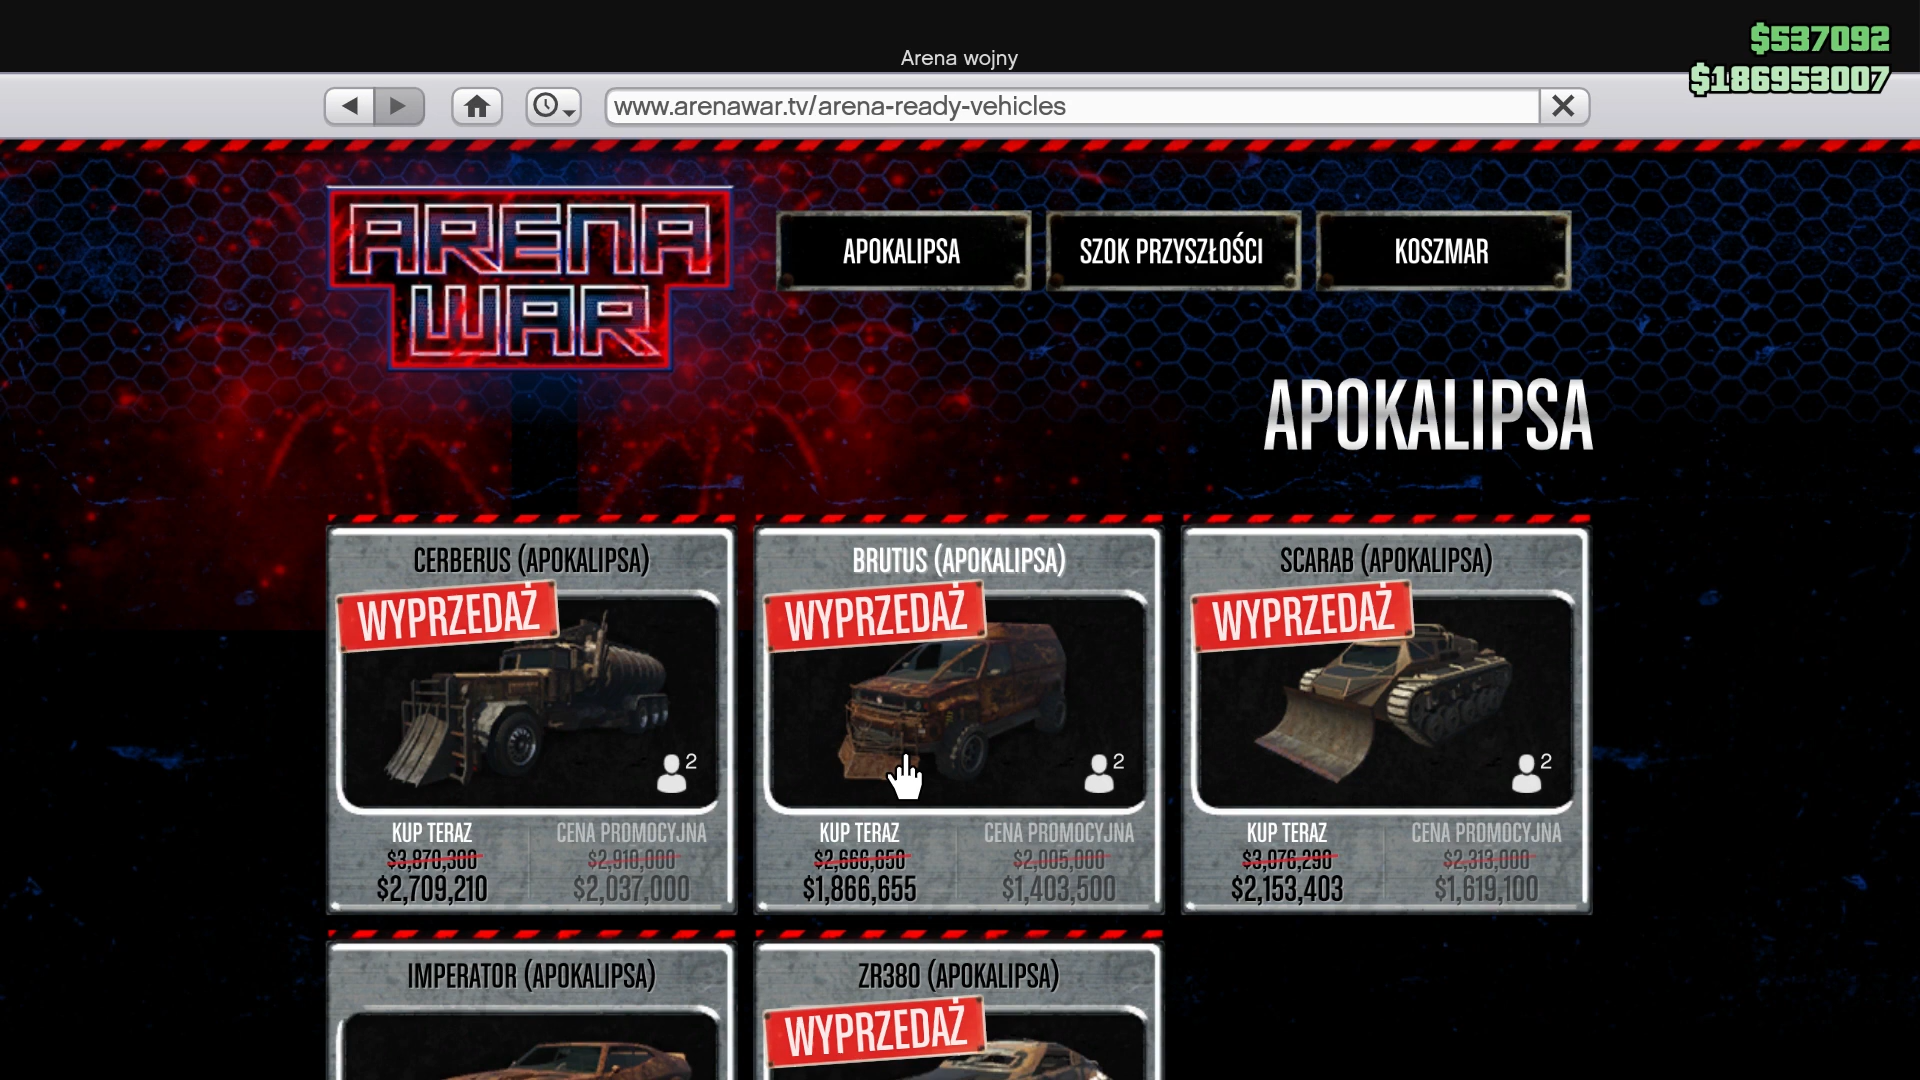 $537092
Arena wojny
$186953007
www.arenawar.tv/arena-ready-vehicles
ARENA
WAR
APOKALIPSA
SZOK PRZYSZŁOŚCI
KOSZMAR
APOKALIPSA
CERBERUS (APOKALIPSA)
WYPRZEDAŻ
2
KUP TERAZ
CENA PROMOCYJNA
$3,870,300
$2,910,000
$2,709,210
$2,037,000
BRUTUS (APOKALIPSA)
WYPRZEDAŻ
2
KUP TERAZ
CENA PROMOCYJNA
$2,666,650
$2,005,000
$1,866,655
$1,403,500
SCARAB (APOKALIPSA)
WYPRZEDAŻ
2
KUP TERAZ
CENA PROMOCYJNA
$3,076,290
$2,313,000
$2,153,403
$1,619,100
IMPERATOR (APOKALIPSA)
ZR380 (APOKALIPSA)
WYPRZEDAŻ